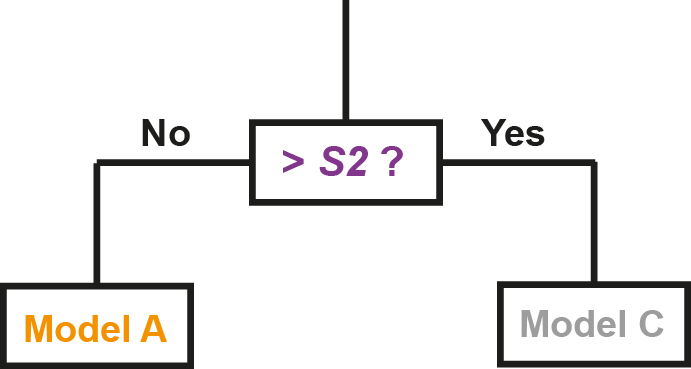 No
Yes
> S2 ?
Model A
Model C